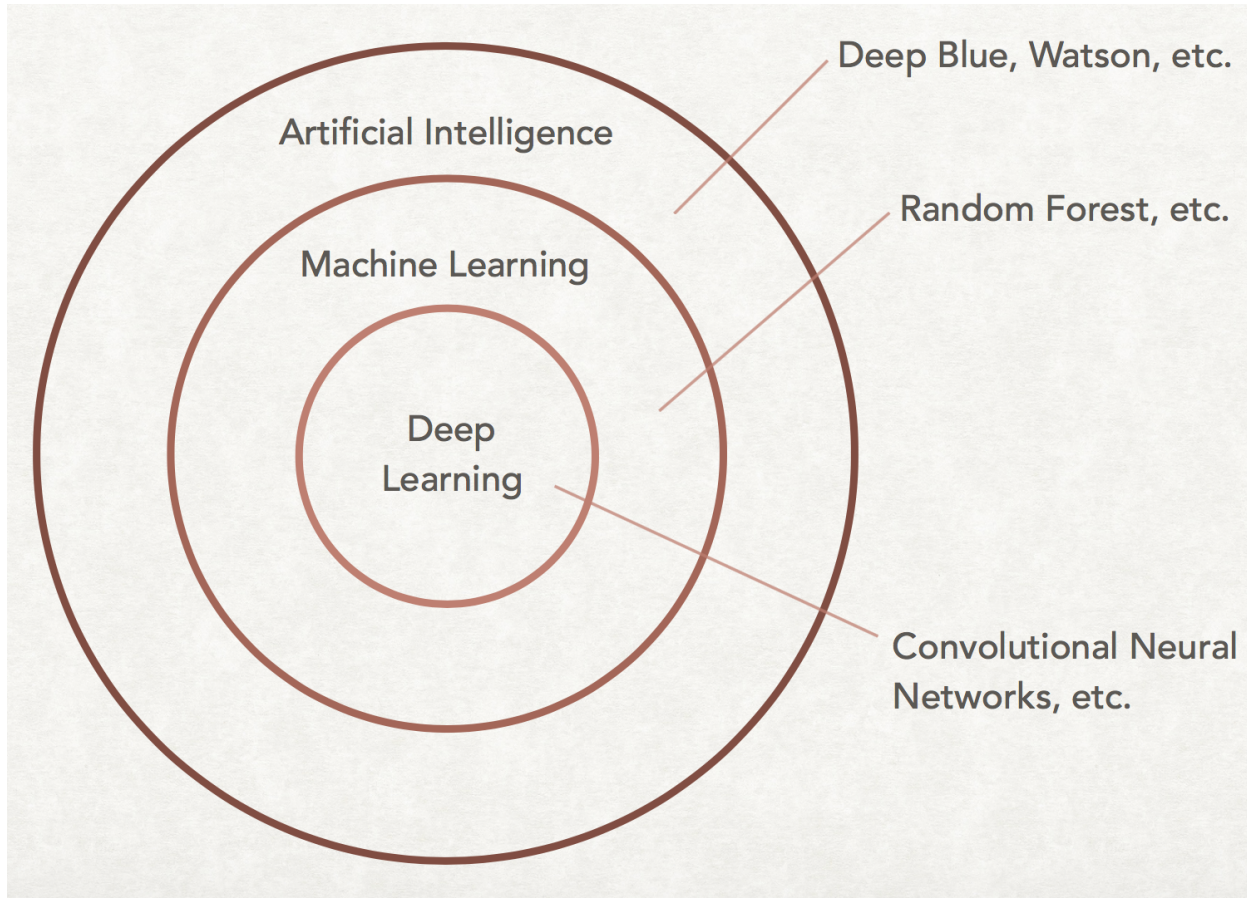 Deep Blue, Watson, etc.
Artificial Intelligence
Random Forest, etc.
Machine Learning
Deep
Learning
Convolutional Neural
Networks, etc.